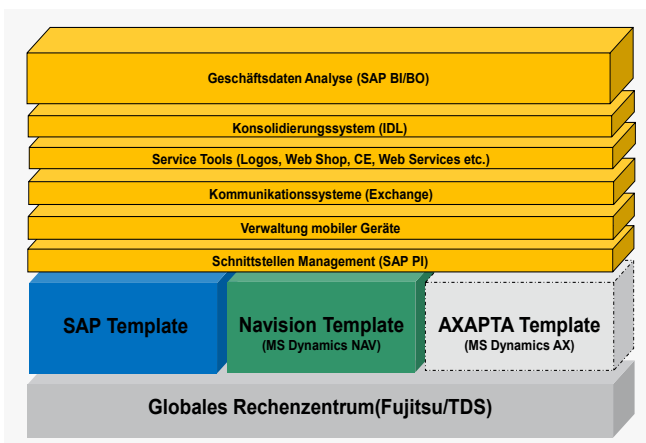 Geschäftsdaten Analyse (SAP BI/BO)
Konsolidierungssystem (IDL)
Service Tools (Logos, Web Shop, CE, Web Services etc.)
Kommunikationssysteme (Exchange)
Verwaltung mobiler Geräte
Schnittstellen Management (SAP PI)
SAP Template
Navision Template
(MS Dynamics NAV)
AXAPTA Template
(MS Dynamics AX)
Globales Rechenzentrum(Fujitsu/TDS)